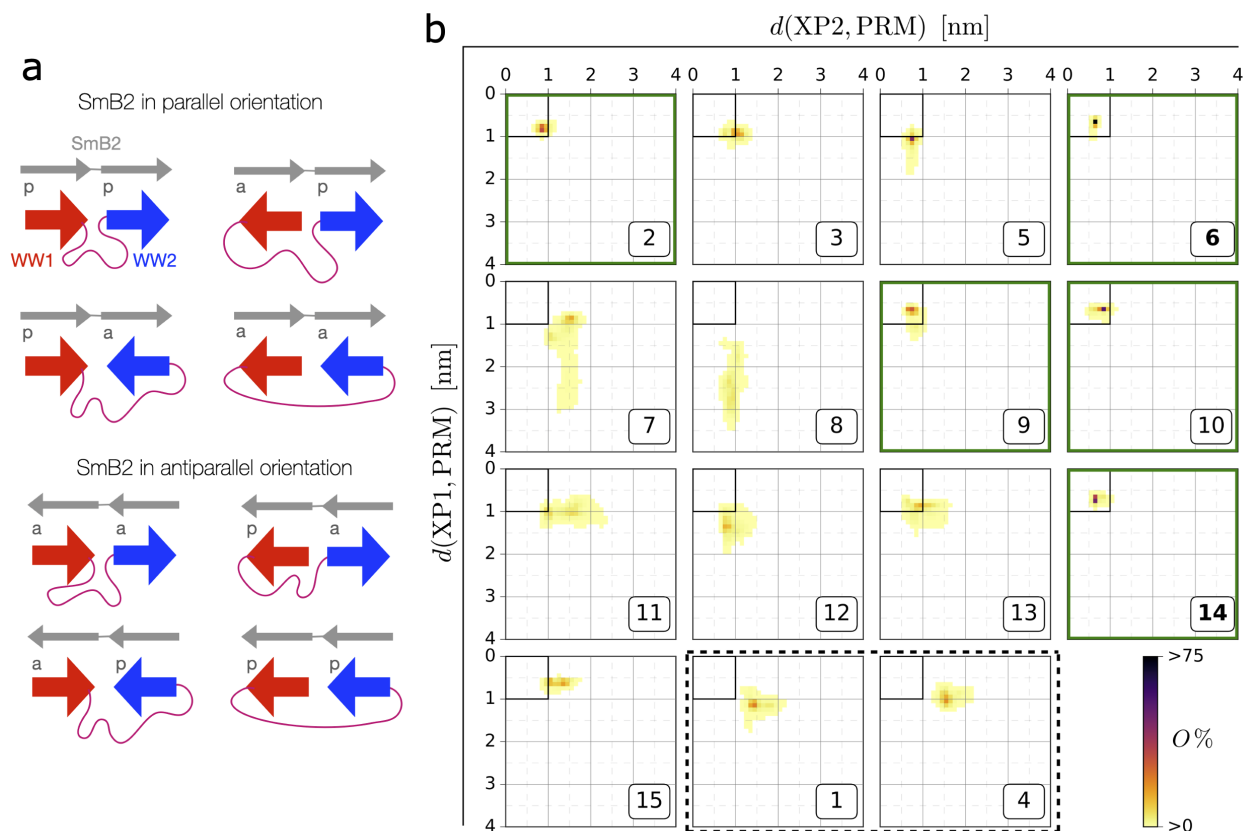 a
SmB2 in parallel orientation
SmB2
p p
a p
WW1 WW2
p a
a a
SmB2 in antiparallel orientation
a a
p a
a p
p p
b
d(XP2, PRM) [nm]
0 1 2 3 4 0 1 2 3 4 0 1 2 3 4 0 1 2 3 4
d(XP1, PRM) [nm]
0
1
2
3
4
2 3 5 6
0
1
2
3
4
7 8 9 10
0
1
2
3
4
11 12 13 14
0
1
2
3
4
15 1 4
>75
O%
>0